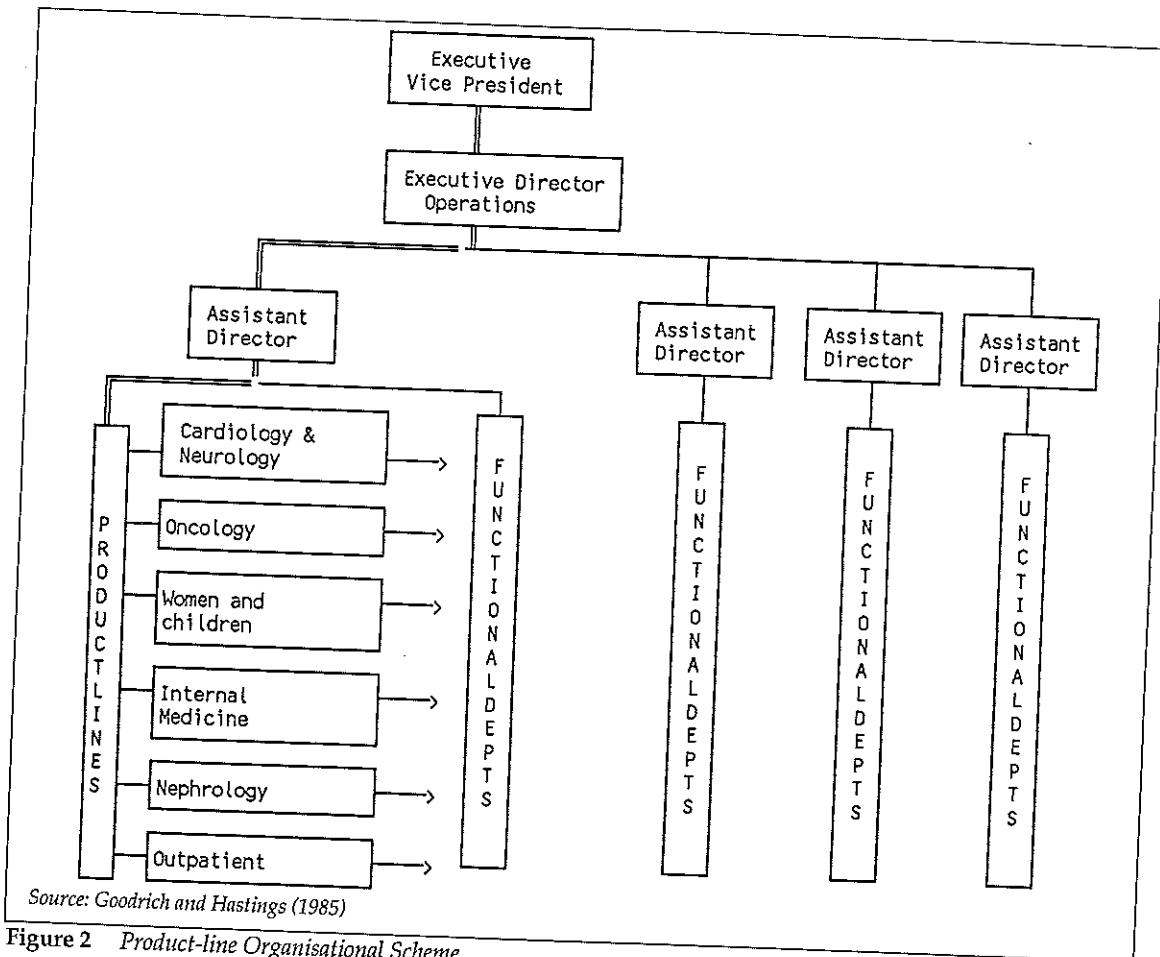 Executive
Vice President
Executive Director
Operations
Assistant
Director
Assistant
Director
Assistant
Director
Assistant
Director
PRODUCTLINES
Cardiology &
Neurology
Oncology
Women and
children
Internal
Medicine
Nephrology
Outpatient
FUNCTIONALDEPTS
FUNCTIONALDEPTS
FUNCTIONALDEPTS
FUNCTIONALDEPTS
Source: Goodrich and Hastings (1985)
Figure 2 Product-line Organisational Scheme